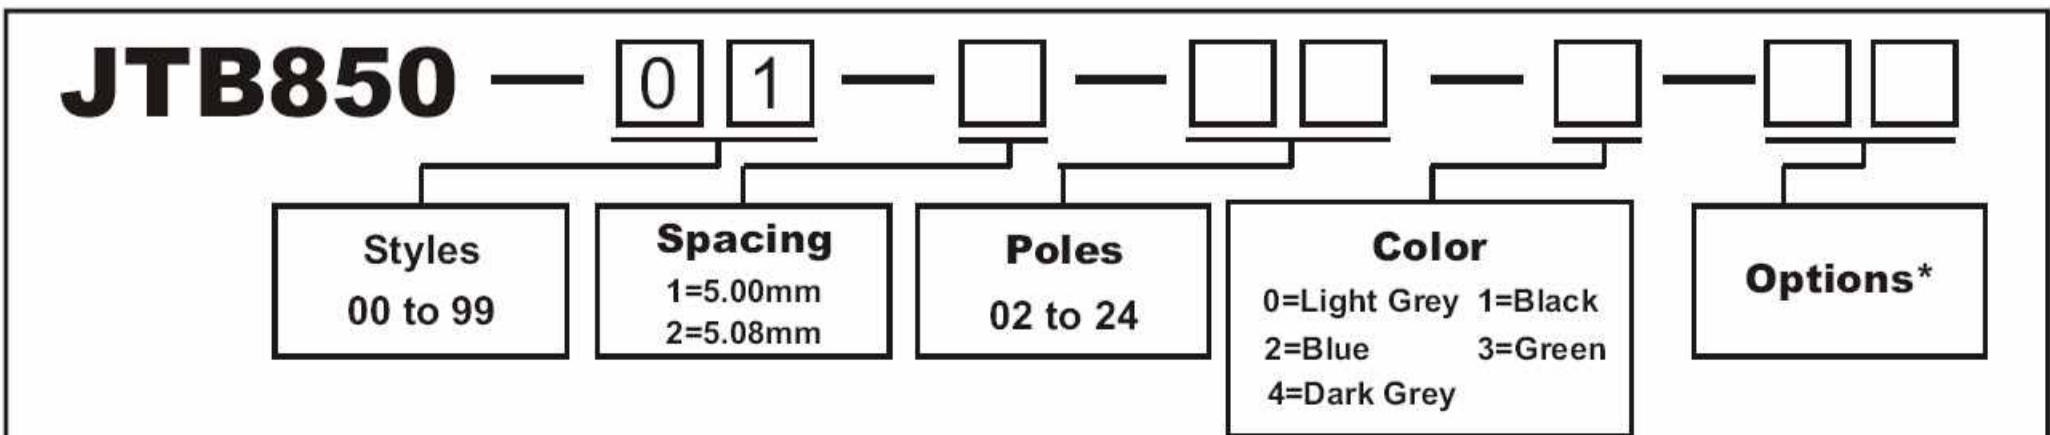 JTB850 — 0 1 — — — —
Styles
00 to 99
Spacing
1=5.00mm
2=5.08mm
Poles
02 to 24
Color
0=Light Grey 1=Black
2=Blue 3=Green
4=Dark Grey
Options*